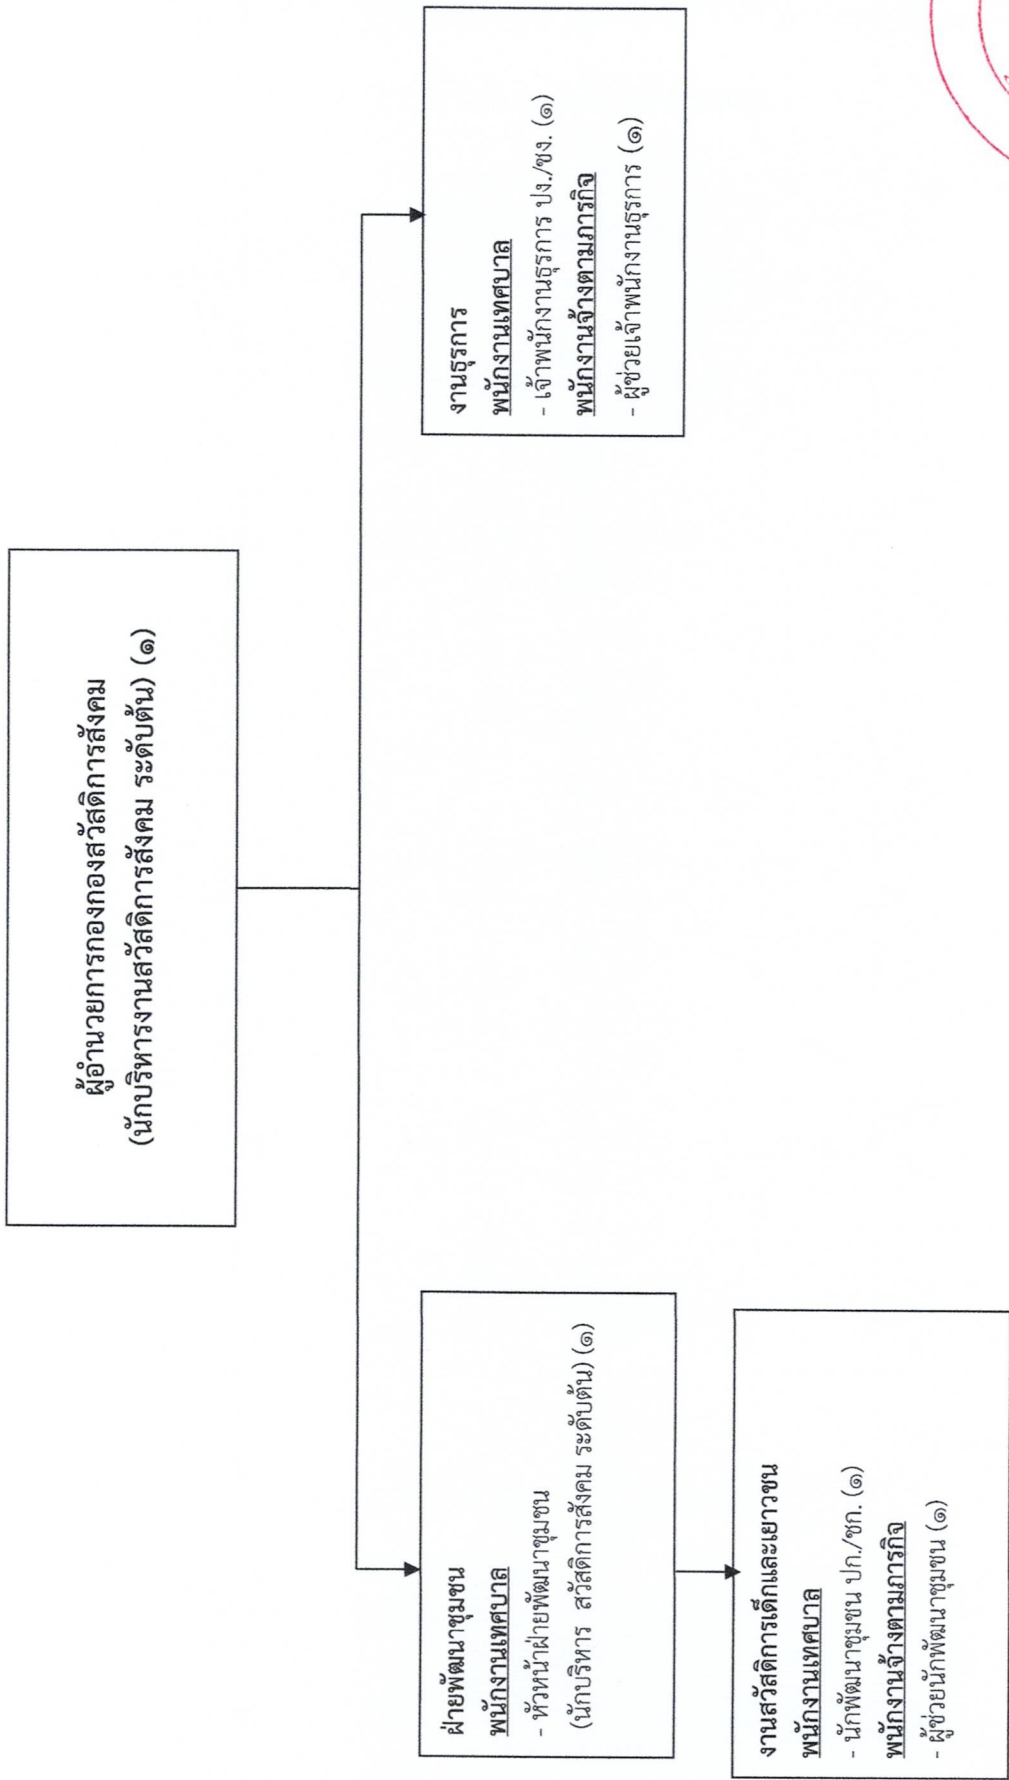 ผู้อำนวยการกองกองสวัสดิการสังคม
(นักบริหารงานสวัสดิการสังคม ระดับต้น) (๑)
ฝ่ายพัฒนาชุมชน
พนักงานเทศบาล
- หัวหน้าฝ่ายพัฒนาชุมชน
(นักบริหาร สวัสดิการสังคม ระดับต้น) (๑)
งานสวัสดิการเด็กและเยาวชน
พนักงานเทศบาล
- นักพัฒนาชุมชน ปก./ชก. (๑)
พนักงานจ้างตามภารกิจ
- ผู้ช่วยนักพัฒนาชุมชน (๑)
งานธุรการ
พนักงานเทศบาล
- เจ้าพนักงานธุรการ ปง./ชง. (๑)
พนักงานจ้างตามภารกิจ
- ผู้ช่วยเจ้าพนักงานธุรการ (๑)